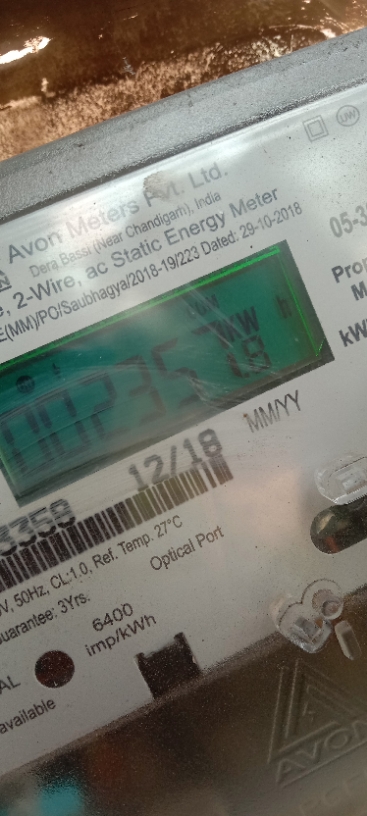 UW
Avon Meters Pvt. Ltd.
Dera Bassi (Near Chandigarh), India
2-Wire, ac Static Energy Meter
E(MM)/PO/Saubhagya/2018-19/223 Dated: 29-10-2018
KW h
MM/YY
12/18
3359
V, 50Hz, CL:1.0, Ref. Temp. 27°C
Guarantee: 3Yrs.
Optical Port
6400
imp/kWh
AL
available
AVON